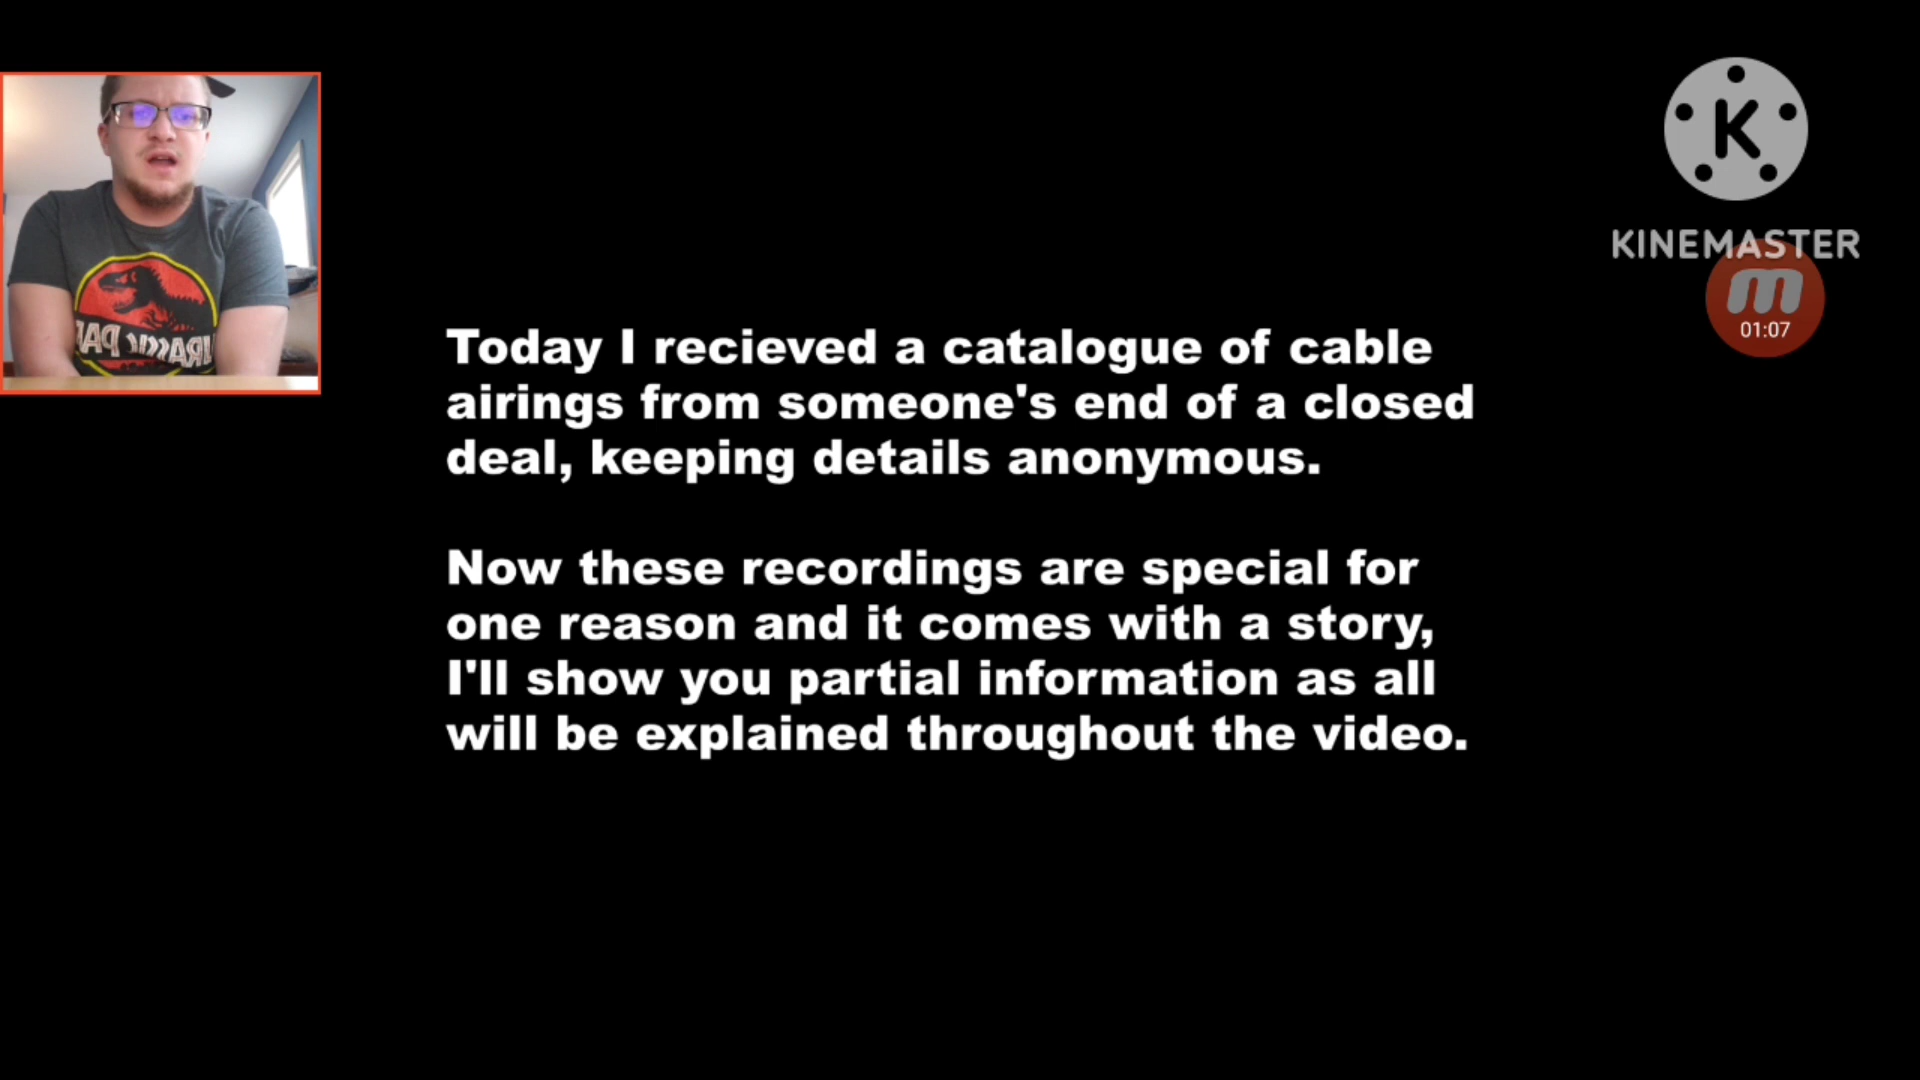 K
KINEMASTER
m
01:07
Today I recieved a catalogue of cable
airings from someone's end of a closed
deal, keeping details anonymous.
Now these recordings are special for
one reason and it comes with a story,
I'll show you partial information as all
will be explained throughout the video.